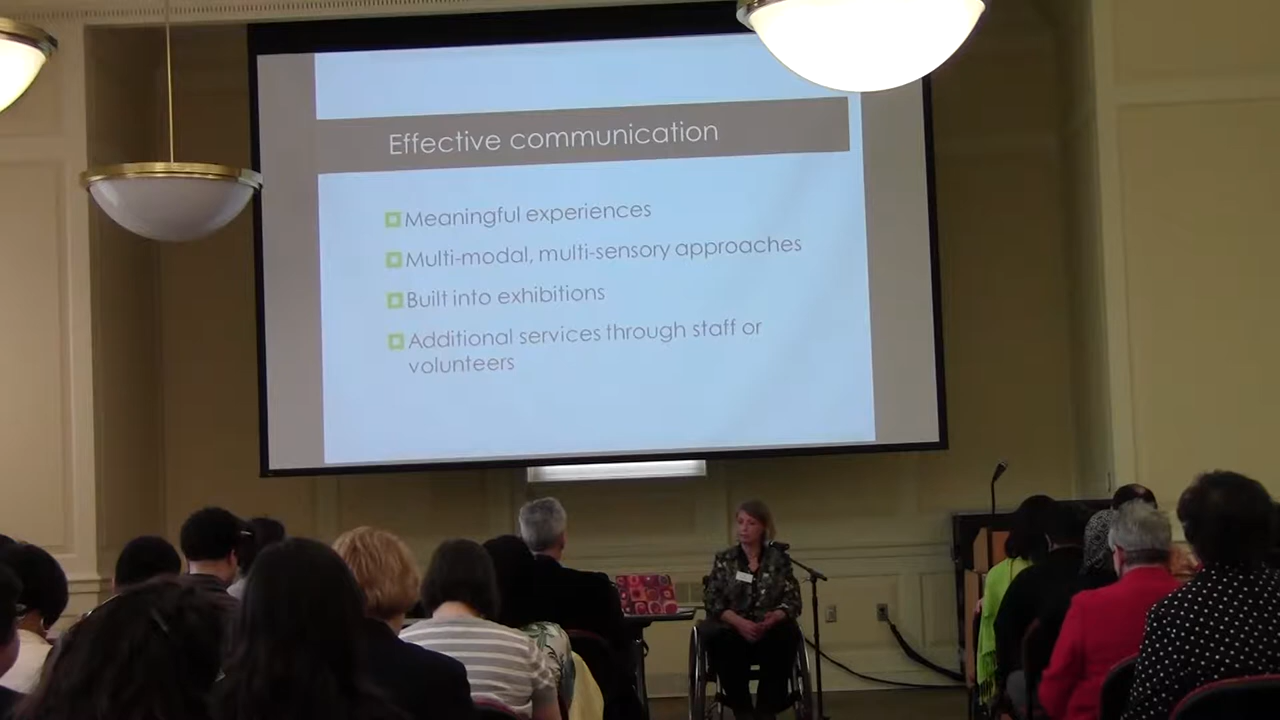 Effective communication
Meaningful experiences
Multi-modal, multi-sensory approaches
Built into exhibitions
Additional services through staff or
volunteers